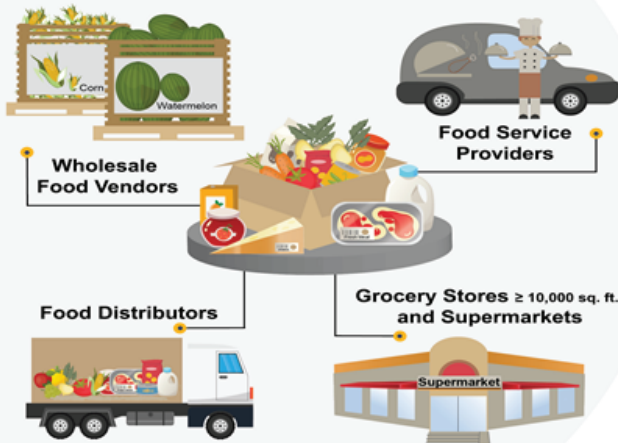 Corn
Watermelon
Wholesale
Food Vendors
Food Service
Providers
Food Distributors
Grocery Stores ≥ 10,000 sq. ft.
and Supermarkets
Supermarket